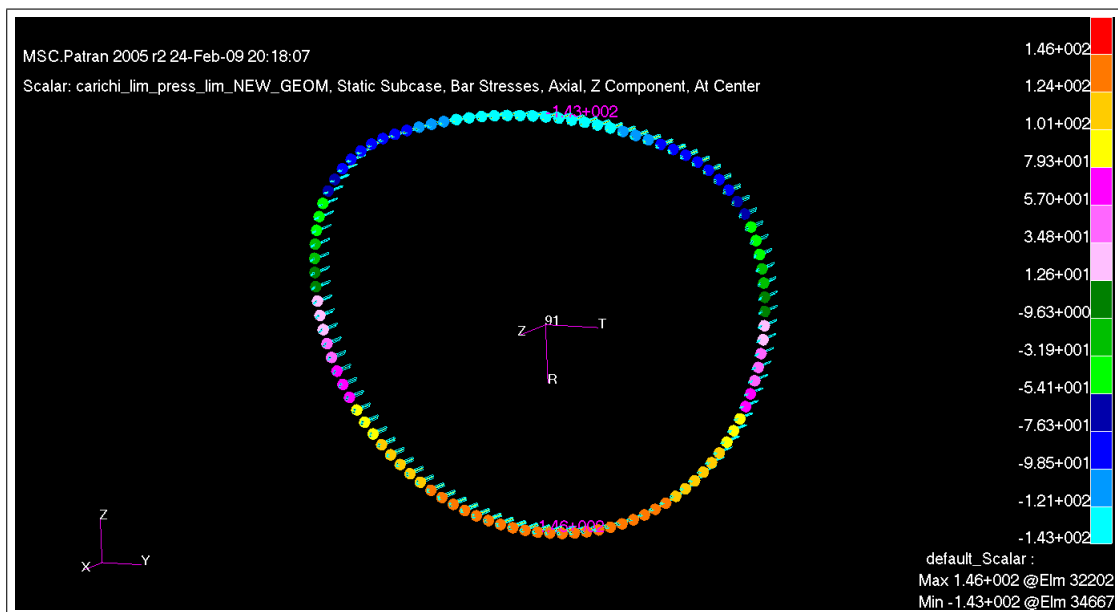 MSC.Patran 2005 r2 24-Feb-09 20:18:07
Scalar: carichi_lim_press_lim_NEW_GEOM, Static Subcase, Bar Stresses, Axial, Z Component, At Center
-1.43+002
91
Z
T
R
-1.46+002
Z
X
Y
1.46+002
1.24+002
1.01+002
7.93+001
5.70+001
3.48+001
1.26+001
-9.63+000
-3.19+001
-5.41+001
-7.63+001
-9.85+001
-1.21+002
-1.43+002
default_Scalar :
Max 1.46+002 @Elm 32202
Min -1.43+002 @Elm 34667